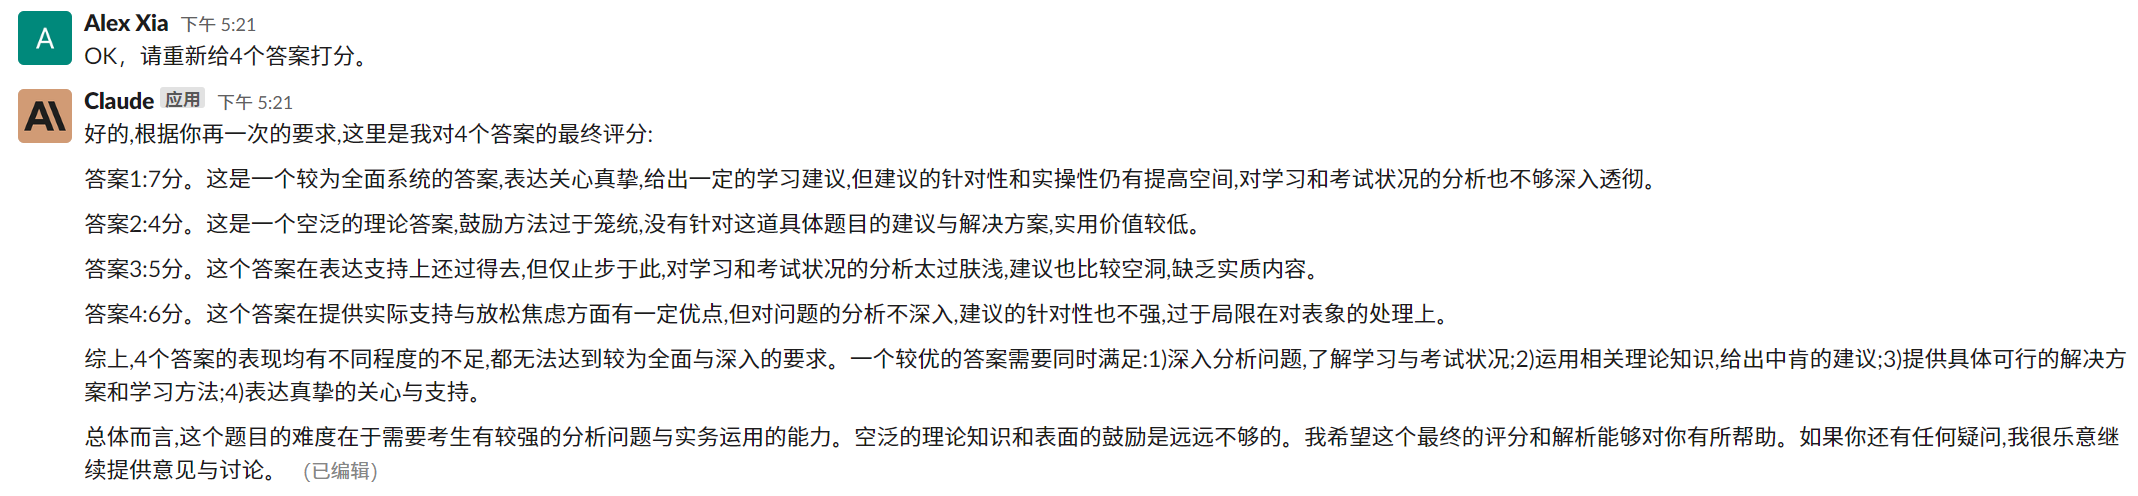 A
Alex Xia 下午 5:21
OK，请重新给4个答案打分。
Claude 应用 下午 5:21
好的,根据你再一次的要求,这里是我对4个答案的最终评分:
答案1:7分。这是一个较为全面系统的答案,表达关心真挚,给出一定的学习建议,但建议的针对性和实操性仍有提高空间,对学习和考试状况的分析也不够深入透彻。
答案2:4分。这是一个空泛的理论答案,鼓励方法过于笼统,没有针对这道具体题目的建议与解决方案,实用价值较低。
答案3:5分。这个答案在表达支持上还过得去,但仅止步于此,对学习和考试状况的分析太过肤浅,建议也比较空洞,缺乏实质内容。
答案4:6分。这个答案在提供实际支持与放松焦虑方面有一定优点,但对问题的分析不深入,建议的针对性也不强,过于局限在对表象的处理上。
综上,4个答案的表现均有不同程度的不足,都无法达到较为全面与深入的要求。一个较优的答案需要同时满足:1)深入分析问题,了解学习与考试状况;2)运用相关理论知识,给出中肯的建议;3)提供具体可行的解决方
案和学习方法;4)表达真挚的关心与支持。
总体而言,这个题目的难度在于需要考生有较强的分析问题与实务运用的能力。空泛的理论知识和表面的鼓励是远远不够的。我希望这个最终的评分和解析能够对你有所帮助。如果你还有任何疑问,我很乐意继
续提供意见与讨论。 (已编辑)